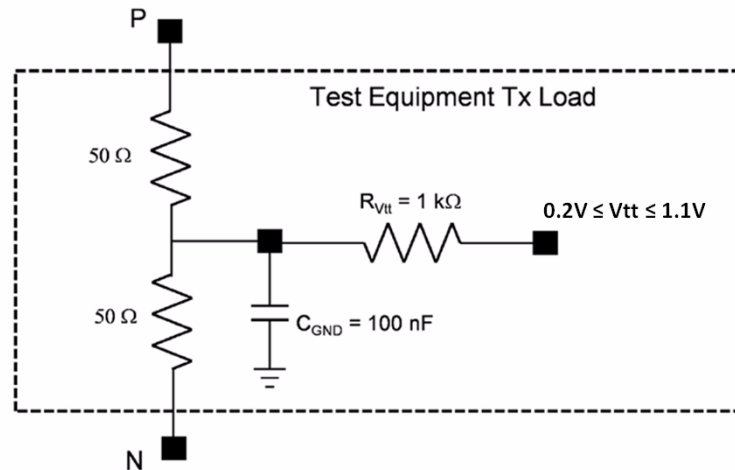 P
Test Equipment Tx Load
50 Ω
R_Vtt = 1 kΩ
0.2V ≤ Vtt ≤ 1.1V
50 Ω
C_GND = 100 nF
N